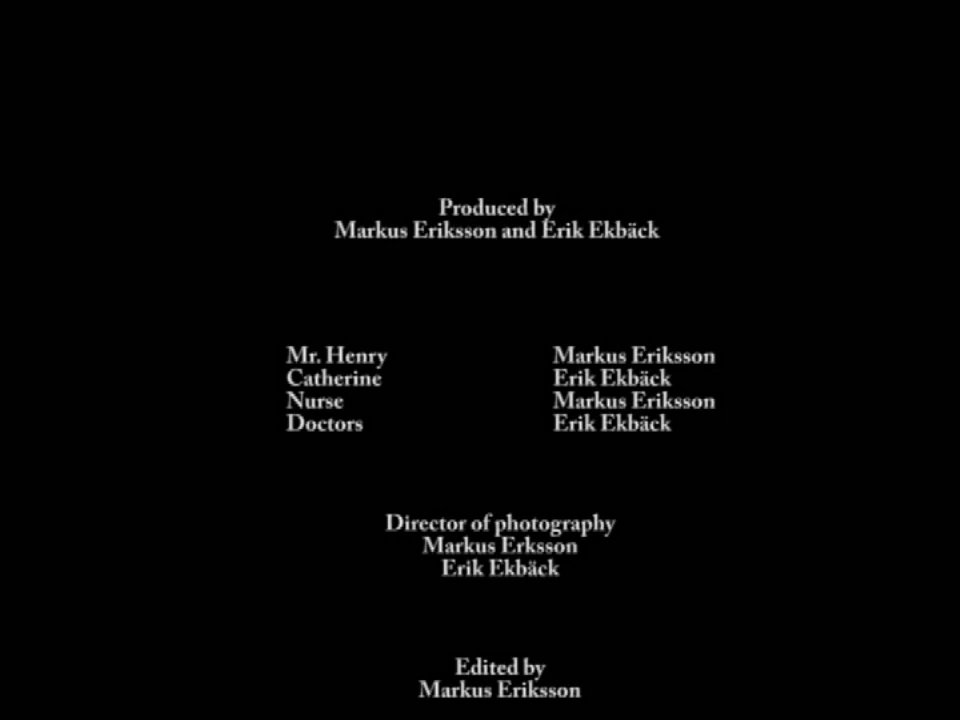 Produced by
Markus Eriksson and Erik Ekbäck
Mr. Henry Markus Eriksson
Catherine Erik Ekbäck
Nurse Markus Eriksson
Doctors Erik Ekbäck
Director of photography
Markus Erksson
Erik Ekbäck
Edited by
Markus Eriksson